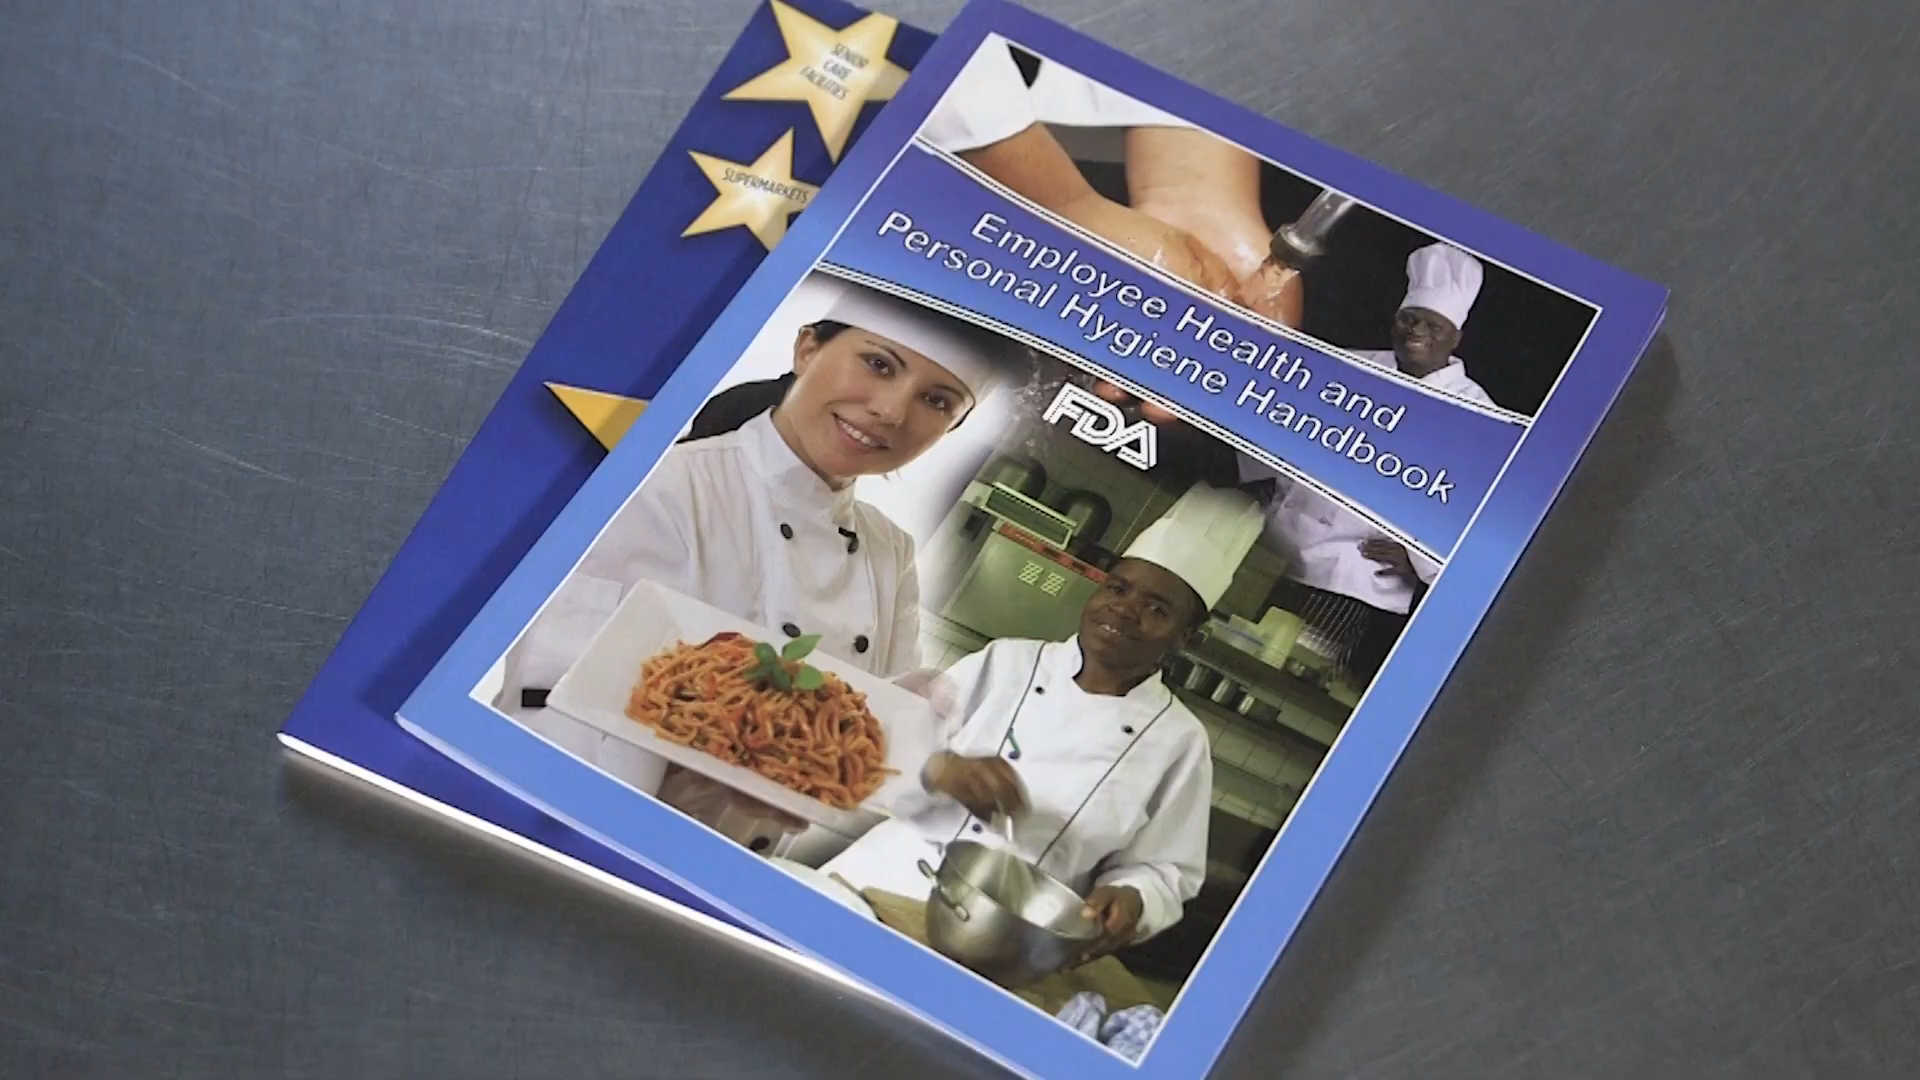 SENIOR
CARE
FACILITIES
SUPERMARKETS
Employee Health and
Personal Hygiene Handbook
FDA